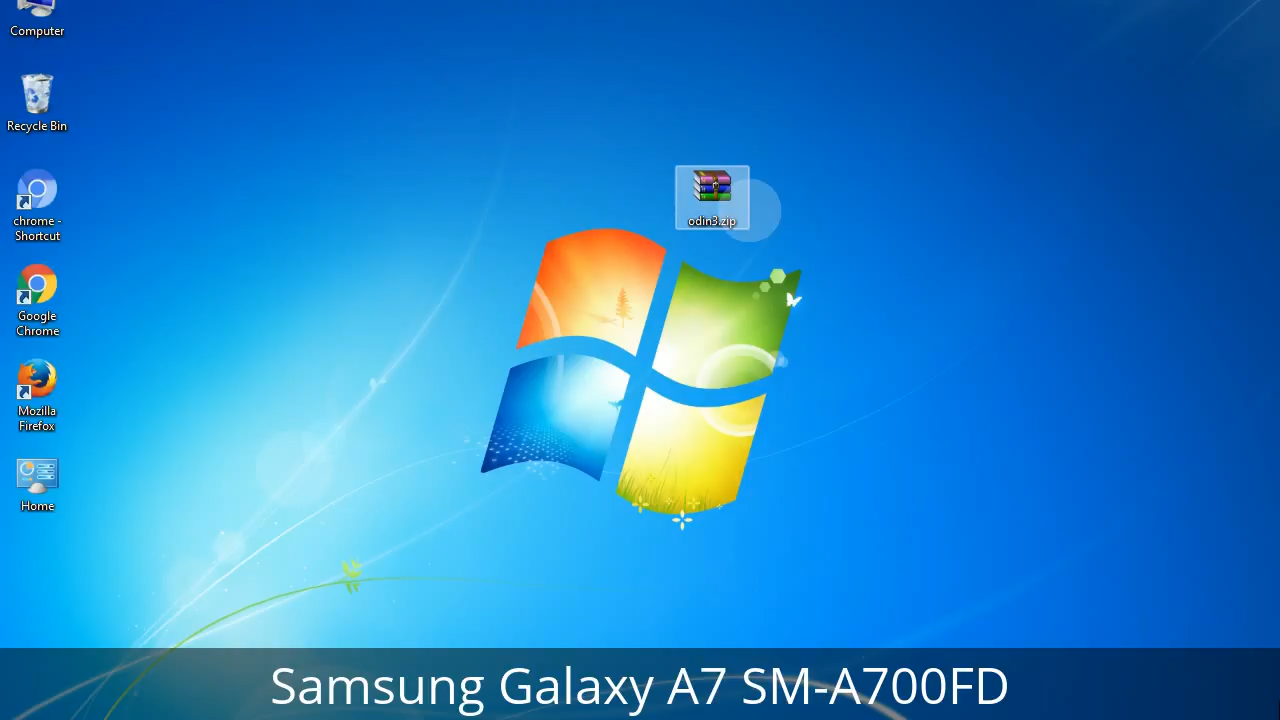 Computer
Recycle Bin
chrome -
Shortcut
Google
Chrome
Mozilla
Firefox
Home
odin3.zip
Samsung Galaxy A7 SM-A700FD